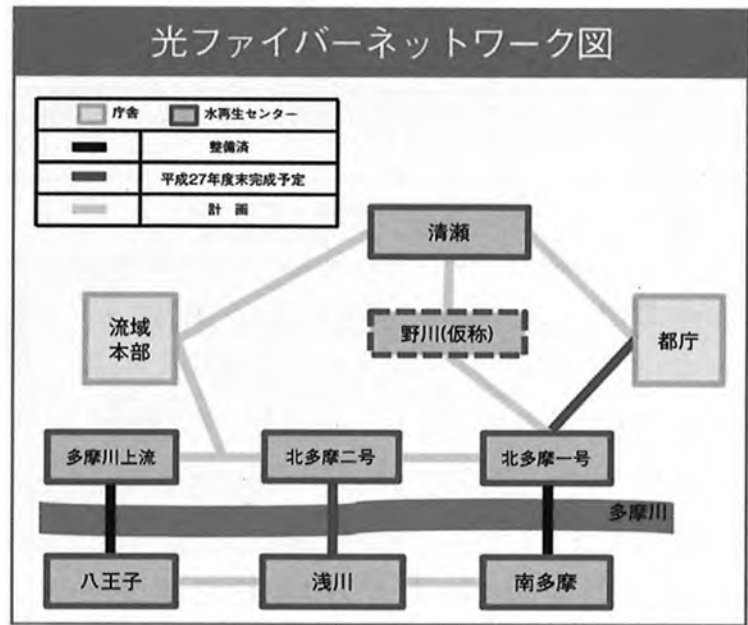 光ファイバーネットワーク図
庁舎 水再生センター
整備済
平成27年度末完成予定
計 画
清瀬
流域
本部
野川(仮称)
都庁
多摩川上流
北多摩二号
北多摩一号
多摩川
八王子
浅川
南多摩